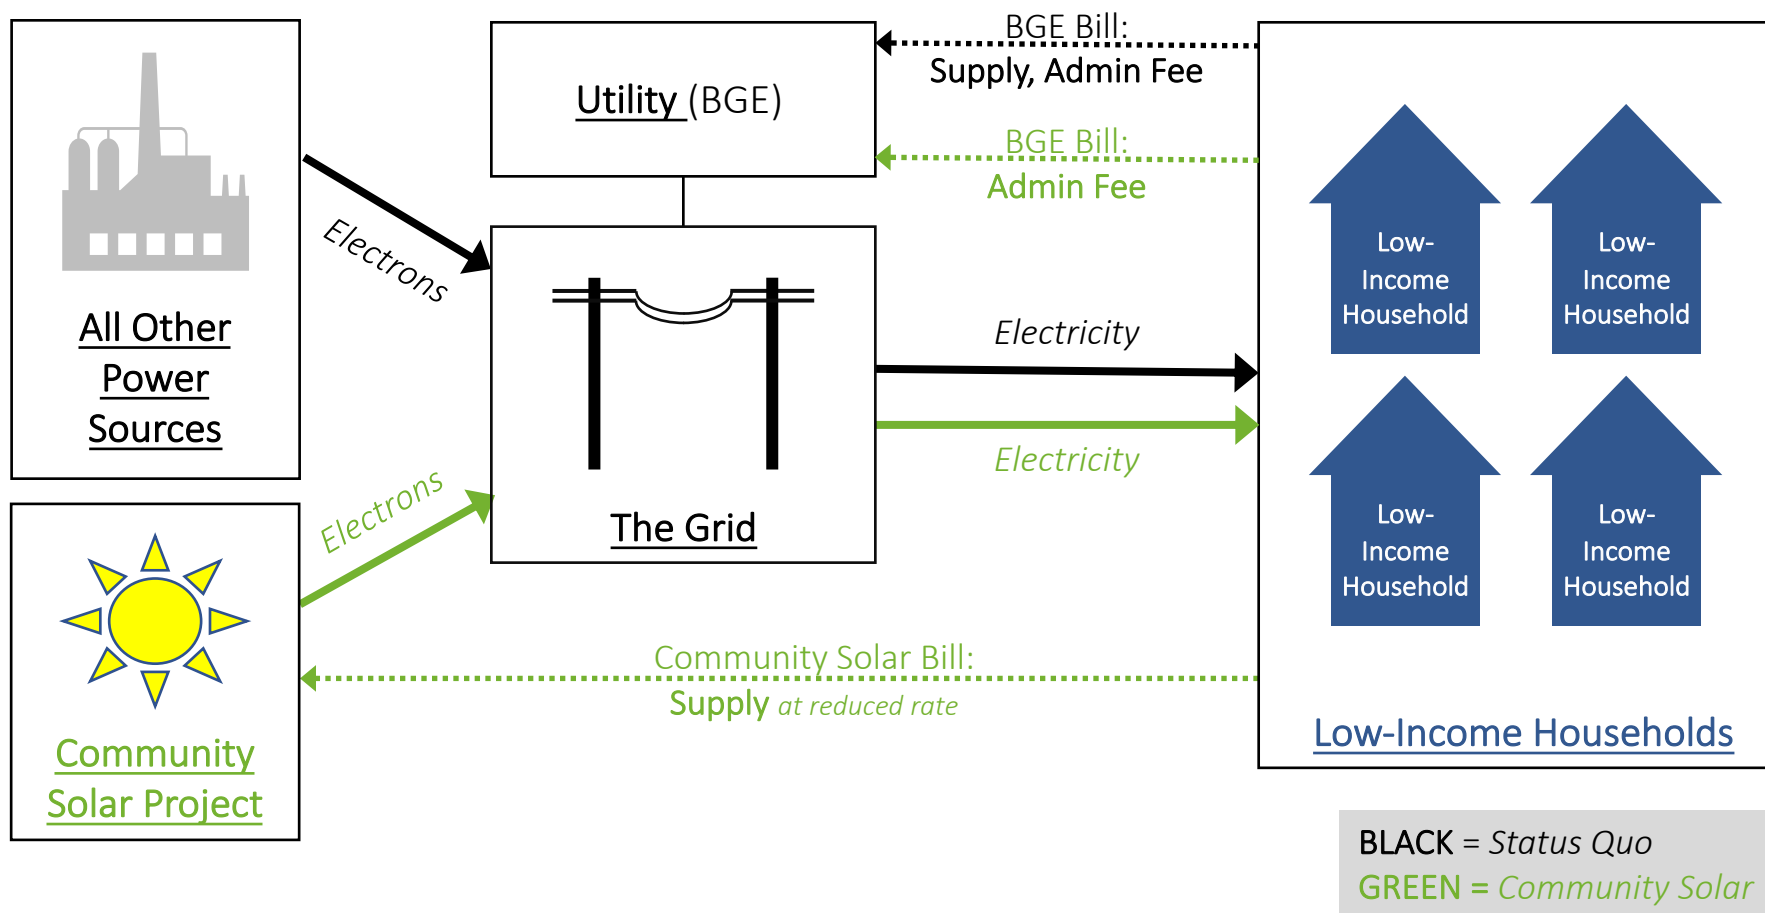 All Other
Power
Sources
Electrons
Utility (BGE)
BGE Bill:
Supply, Admin Fee
BGE Bill:
Admin Fee
The Grid
Electricity
Electricity
Electrons
Community
Solar Project
Community Solar Bill:
Supply at reduced rate
Low-
Income
Household
Low-
Income
Household
Low-
Income
Household
Low-
Income
Household
Low-Income Households
BLACK = Status Quo
GREEN = Community Solar